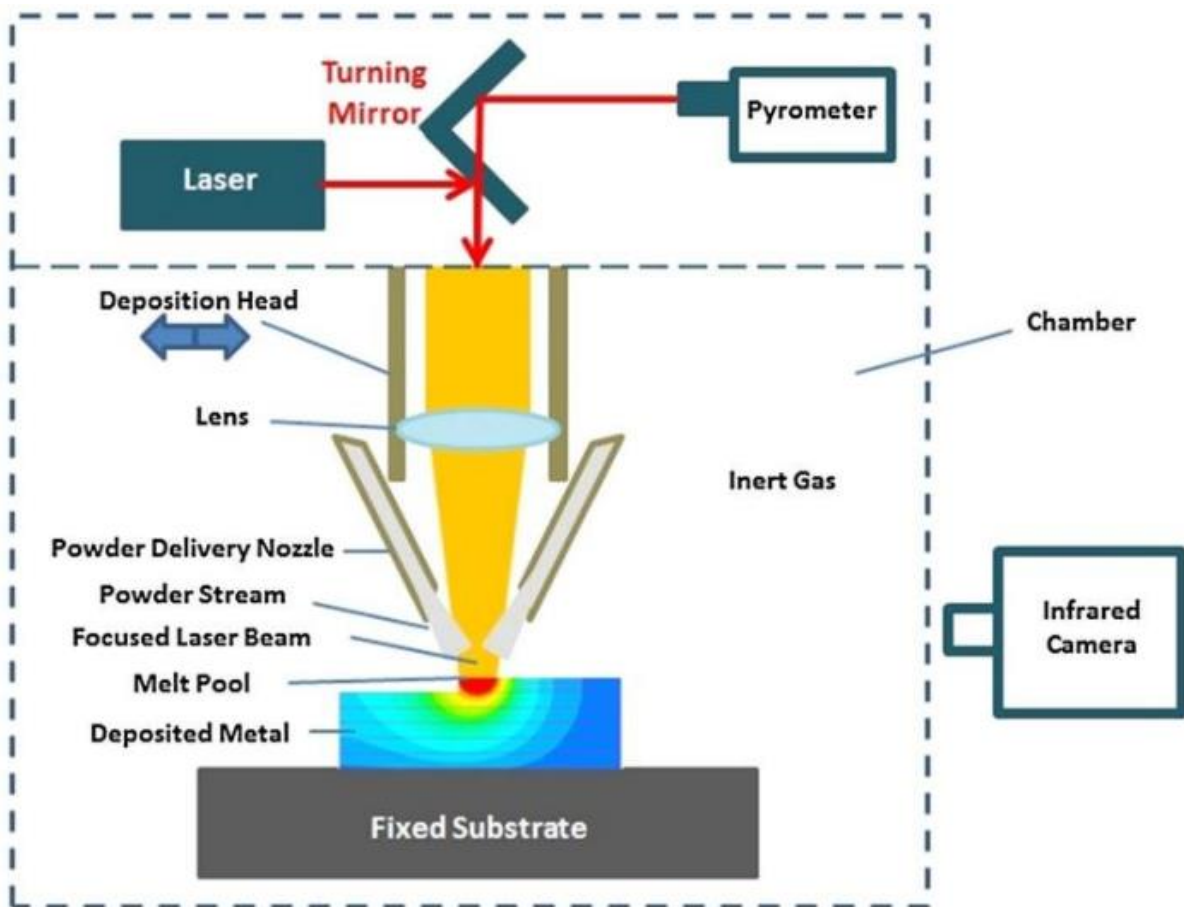 Turning
Mirror
Pyrometer
Laser
Deposition Head
Chamber
Lens
Inert Gas
Powder Delivery Nozzle
Powder Stream
Infrared
Camera
Focused Laser Beam
Melt Pool
Deposited Metal
Fixed Substrate